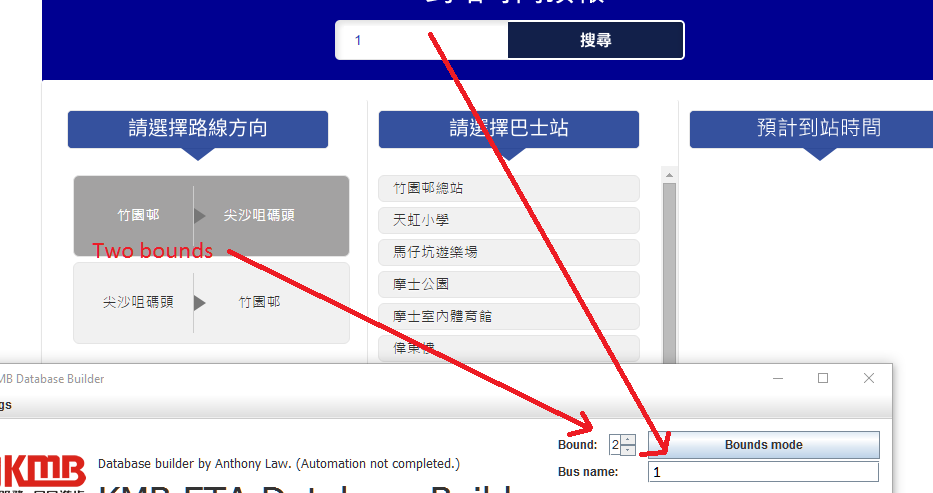 1
搜尋
請選擇路線方向
請選擇巴士站
預計到站時間
竹園邨
尖沙咀碼頭
Two bounds
尖沙咀碼頭
竹園邨
竹園邨總站
天虹小學
馬仔坑遊樂場
摩士公園
摩士室內體育館
偉東樓
MB Database Builder
gs
Bound:
2
Bounds mode
Bus name:
1
KMB
Database builder by Anthony Law. (Automation not completed.)
KMB ETA Database Build